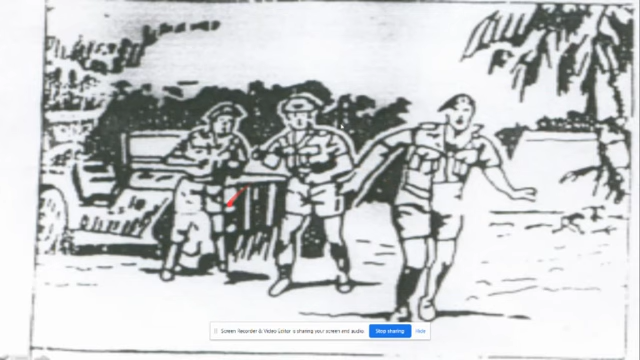 Screen Recorder & Video Editor is sharing your screen and audio.
Stop sharing
Hide